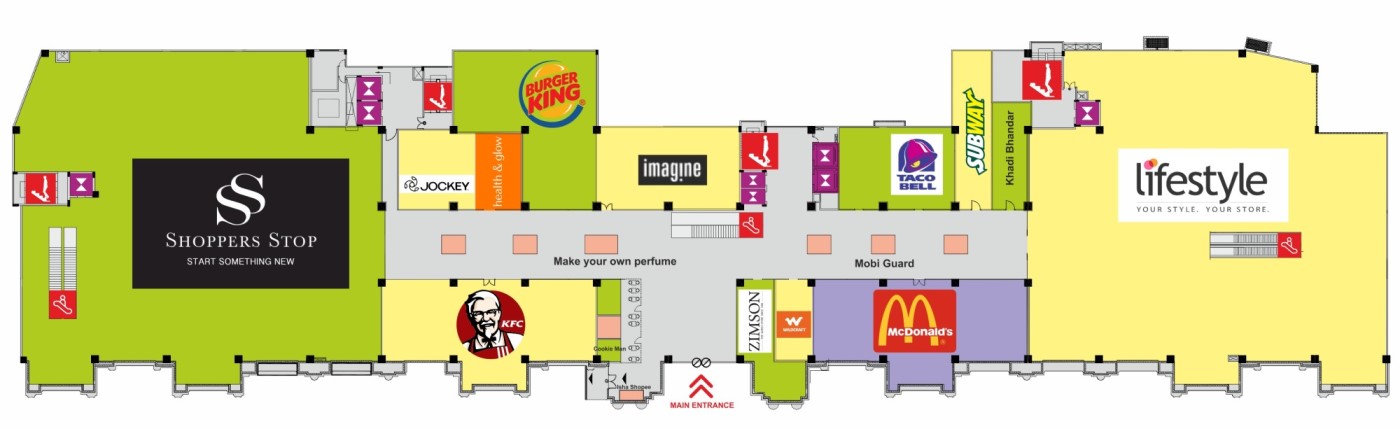 SS
SHOPPERS STOP
START SOMETHING NEW
JOCKEY
health & glow
BURGER
KING
imagine
TACO
BELL
SUBWAY
Khadi Bhandar
lifestyle
YOUR STYLE. YOUR STORE.
Make your own perfume
Mobi Guard
KFC
Cookie Man
Isha Shopee
ZIMSON
W
WILDCRAFT
McDonald's
MAIN ENTRANCE